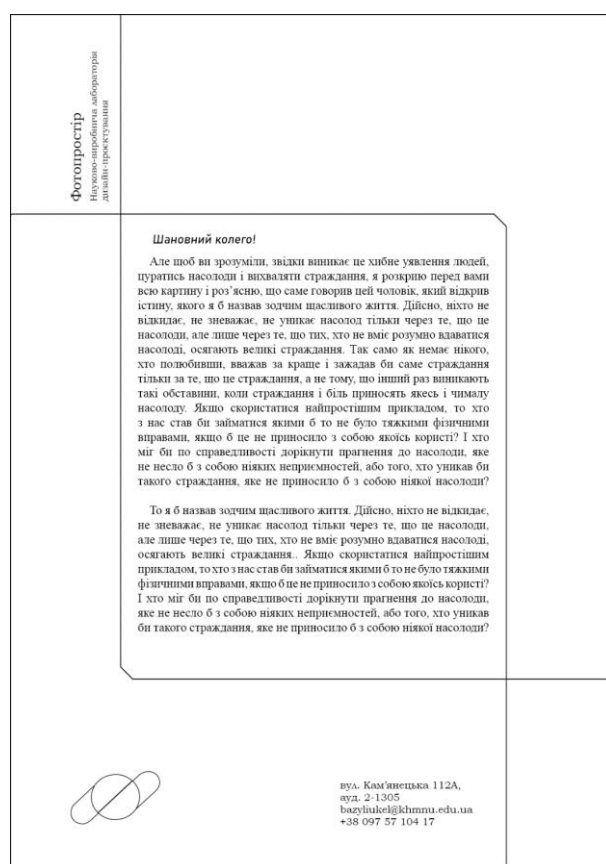 Фотопростір
Науково-виробнича лабораторія
дизайн-проєктування
Шановний колего!
Але щоб ви зрозуміли, звідки виникає це хибне уявлення людей,
цуратись насолоди і вихваляти страждання, я розкрию перед вами
всю картину і роз’ясню, що саме говорив цей чоловік, який відкрив
істину, якого я б назвав зодчим щасливого життя. Дійсно, ніхто не
відкидає, не зневажає, не уникає насолод тільки через те, що це
насолоди, але лише через те, що тих, хто не вміє розумно вдаватися
насолоді, осягають великі страждання. Так само як немає нікого,
хто полюбивши, вважав за краще і зажадав би саме страждання
тільки за те, що це страждання, а не тому, що інший раз виникають
такі обставини, коли страждання і біль приносять якесь і чималу
насолоду. Якщо скористатися найпростішим прикладом, то хто
з нас став би займатися якими б то не було тяжкими фізичними
вправами, якщо б це не приносило з собою якоїсь користі? І хто
міг би по справедливості дорікнути прагнення до насолоди, яке
не несло б з собою ніяких неприємностей, або того, хто уникав би
такого страждання, яке не приносило б з собою ніякої насолоди?
То я б назвав зодчим щасливого життя. Дійсно, ніхто не відкидає,
не зневажає, не уникає насолод тільки через те, що це насолоди,
але лише через те, що тих, хто не вміє розумно вдаватися насолоді,
осягають великі страждання.. Якщо скористатися найпростішим
прикладом, то хто з нас став би займатися якими б то не було тяжкими
фізичними вправами, якщо б це не приносило з собою якоїсь користі?
І хто міг би по справедливості дорікнути прагнення до насолоди,
яке не несло б з собою ніяких неприємностей, або того, хто уникав
би такого страждання, яке не приносило б з собою ніякої насолоди?
вул. Кам’янецька 112А,
ауд. 2-1305
bazyliukel@khmnu.edu.ua
+38 097 57 104 17